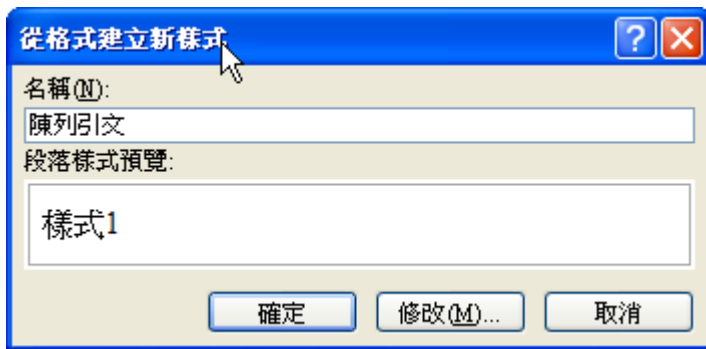 從格式建立新樣式
名稱(N):
陳列引文
段落樣式預覽:
樣式1
確定 修改(M)... 取消